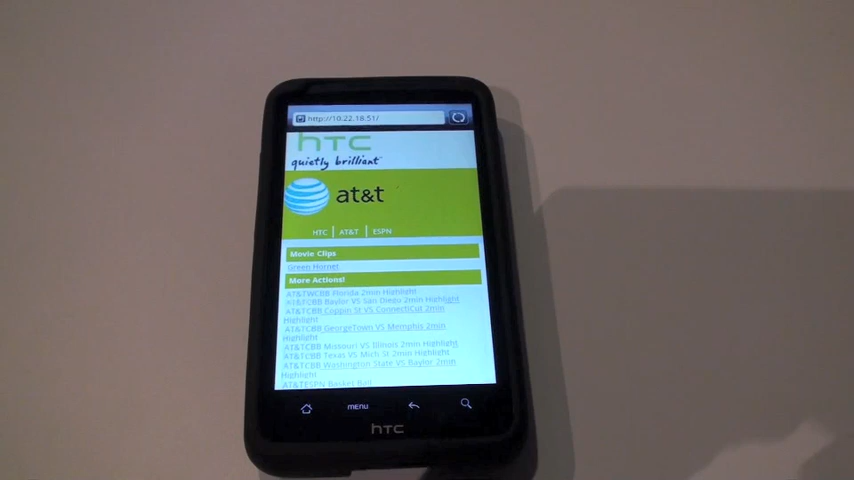 http://10.22.18.51/
hTC
quietly brilliant
at&t
HTC | AT&T | ESPN
Movie Clips
Green Hornet
More Actions!
AT&TWCBB Florida 2min Highlight
AT&TCBB Baylor VS San Diego 2min Highlight
AT&TCBB Coppin St VS ConnectiCut 2min
Highlight
AT&TCBB GeorgeTown VS Memphis 2min
Highlight
AT&TCBB Missouri VS Illinois 2min Highlight
AT&TCBB Texas VS Mich St 2min Highlight
AT&TCBB Washington State VS Baylor 2min
Highlight
AT&TESPN Basket Ball
menu
hTC